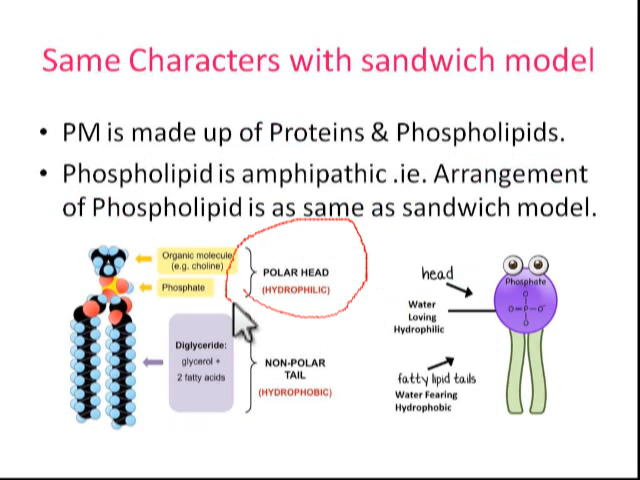 Same Characters with sandwich model
• PM is made up of Proteins & Phospholipids.
• Phospholipid is amphipathic .ie. Arrangement
of Phospholipid is as same as sandwich model.
Organic molecule
(e.g. choline)
Phosphate
POLAR HEAD
(HYDROPHILIC)
Diglyceride:
glycerol +
2 fatty acids
NON-POLAR
TAIL
(HYDROPHOBIC)
head
Water
Loving
Hydrophilic
fatty lipid tails
Water Fearing
Hydrophobic
Phosphate
O
O=P-O⁻
O